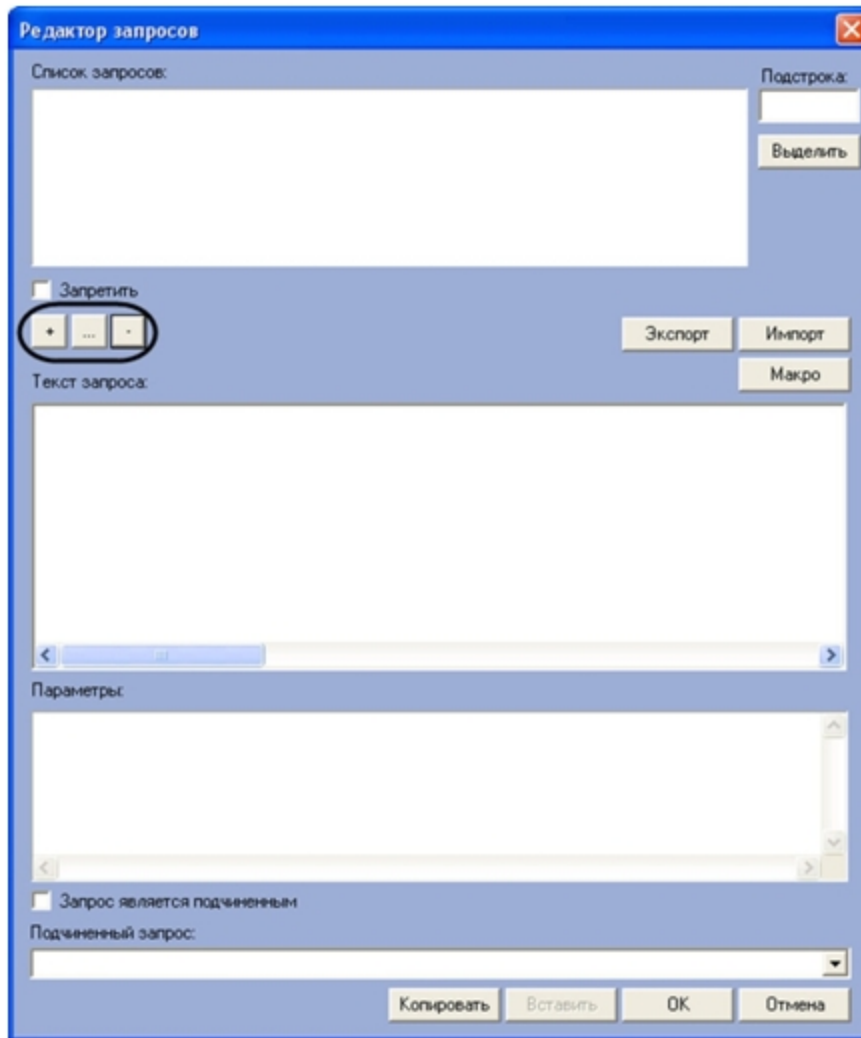 Редактор запросов
Список запросов:
Подстрока:
Выделить
Запретить
+ ... -
Экспорт Импорт
Макро
Текст запроса:
Параметры:
Запрос является подчиненным
Подчиненный запрос:
Копировать Вставить OK Отмена